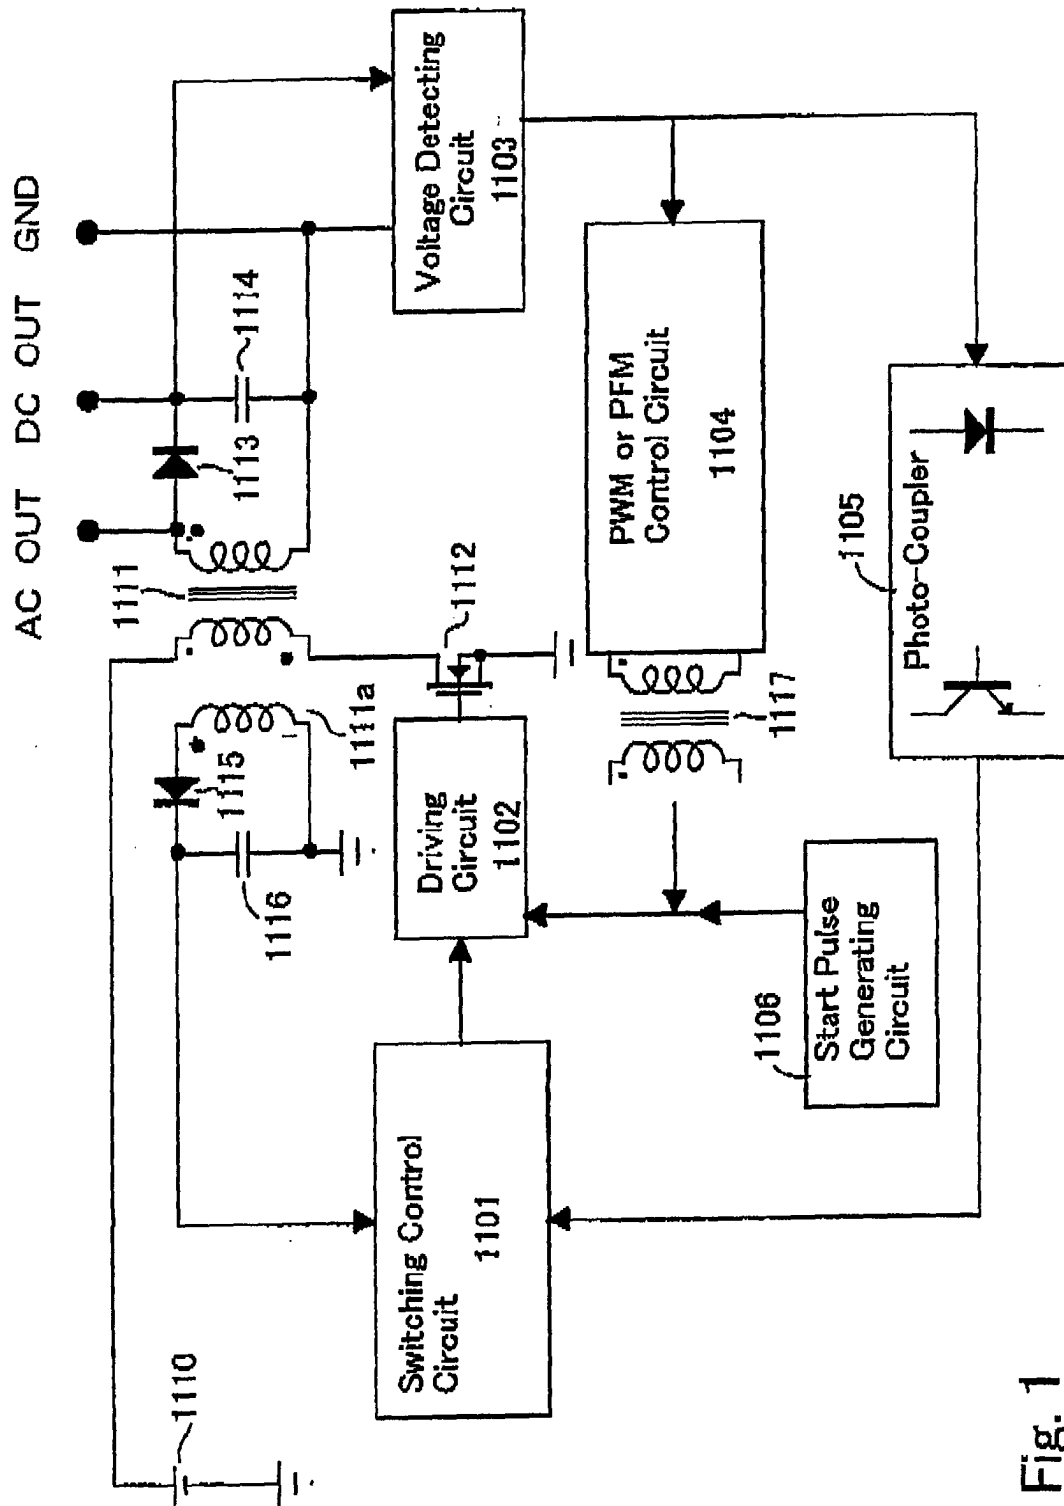 AC OUT DC OUT GND
1110
1111
1113
1114
1115
1116
1111a
1112
Switching Control
Circuit
1101
Driving
Circuit
1102
Voltage Detecting
Circuit
1103
PWM or PFM
Control Circuit
1104
1117
1106
Start Pulse
Generating
Circuit
1105
Photo-Coupler
Fig. 1